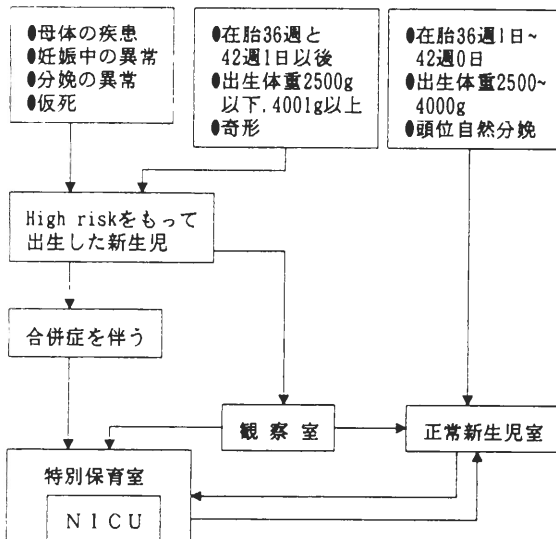 ●母体の疾患
●妊娠中の異常
●分娩の異常
●仮死
●在胎36週と
42週1日以後
●出生体重2500g
以下,4001g以上
●奇形
●在胎36週1日~
42週0日
●出生体重2500~
4000g
●頭位自然分娩
High riskをもって
出生した新生児
合併症を伴う
観察室
正常新生児室
特別保育室
NICU